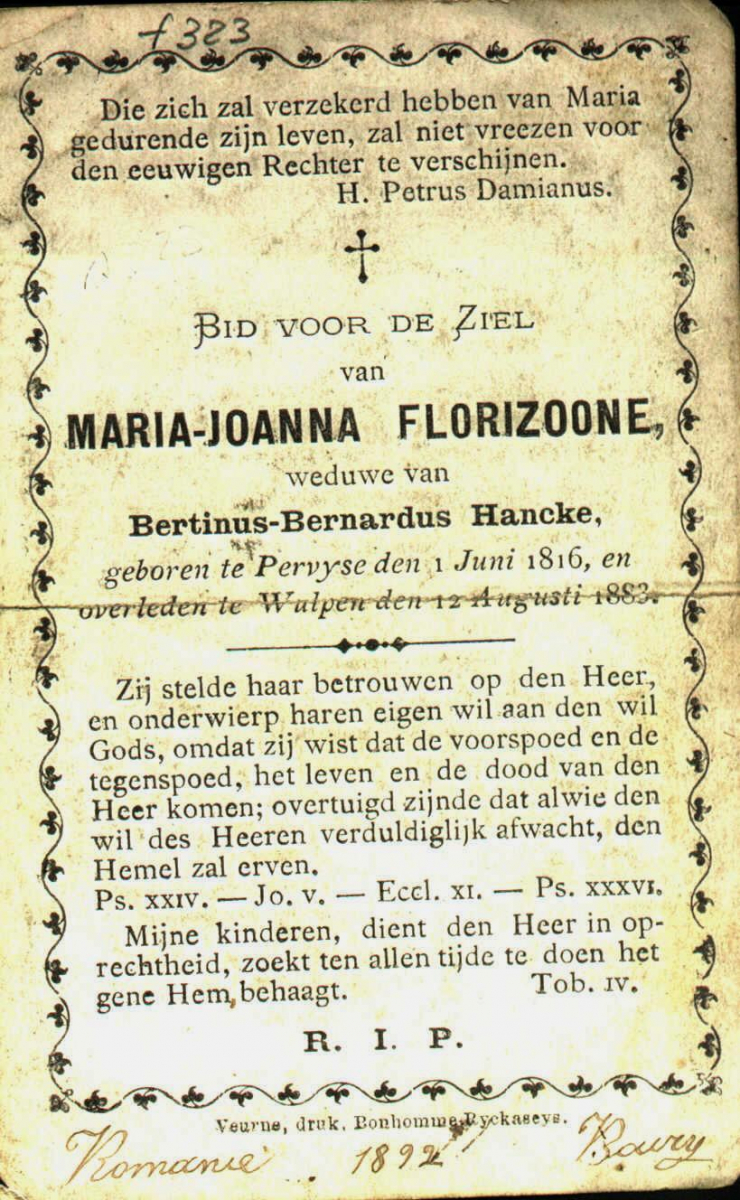 f 323
Die zich zal verzekerd hebben van Maria
gedurende zijn leven, zal niet vreezen voor
den eeuwigen Rechter te verschijnen.
H. Petrus Damianus.
BID VOOR DE ZIEL
van
MARIA-JOANNA FLORIZOONE,
weduwe van
Bertinus-Bernardus Hancke,
geboren te Pervyse den 1 Juni 1816, en
overleden te Wulpen den 12 Augusti 1883.
Zij stelde haar betrouwen op den Heer,
en onderwierp haren eigen wil aan den wil
Gods, omdat zij wist dat de voorspoed en de
tegenspoed, het leven en de dood van den
Heer komen; overtuigd zijnde dat alwie den
wil des Heeren verduldiglijk afwacht, den
Hemel zal erven.
Ps. XXIV. — Jo. V. — Eccl. XI. — Ps. XXXVI.
Mijne kinderen, dient den Heer in op-
rechtheid, zoekt ten allen tijde te doen het
gene Hem behaagt. Tob. IV.
R. I. P.
Veurne, druk. Bonhomme-Ryckaseys.
Romanie 1892